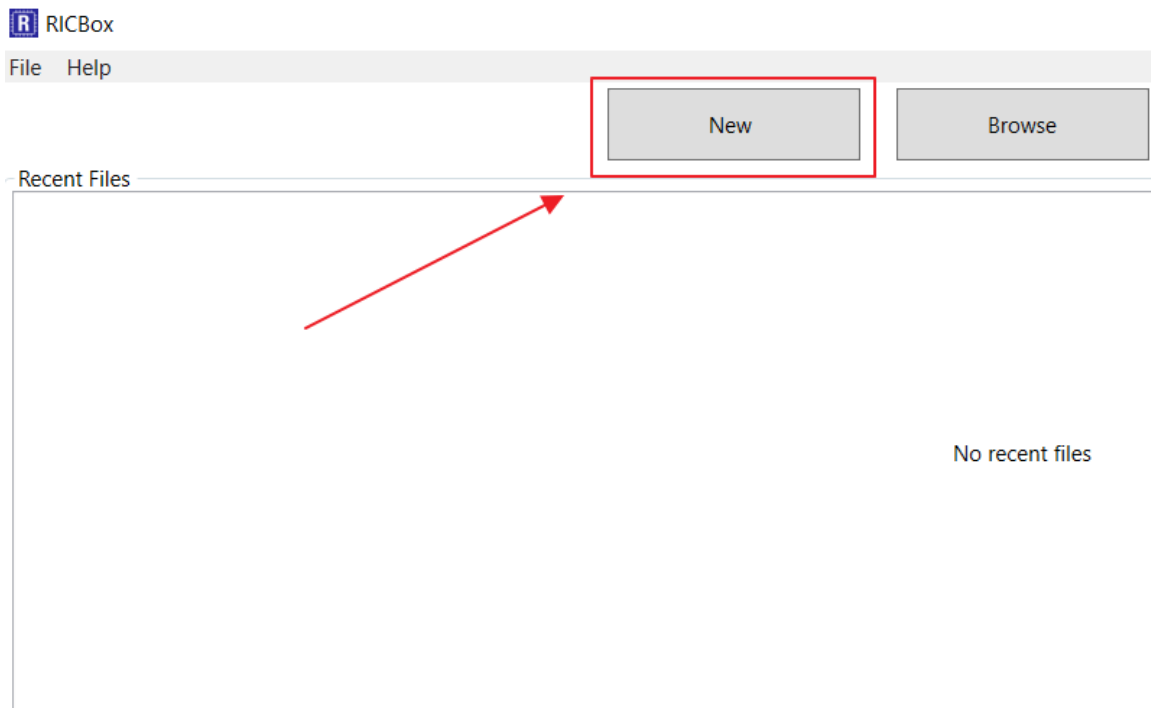 R RICBox
File Help
New Browse
Recent Files
No recent files